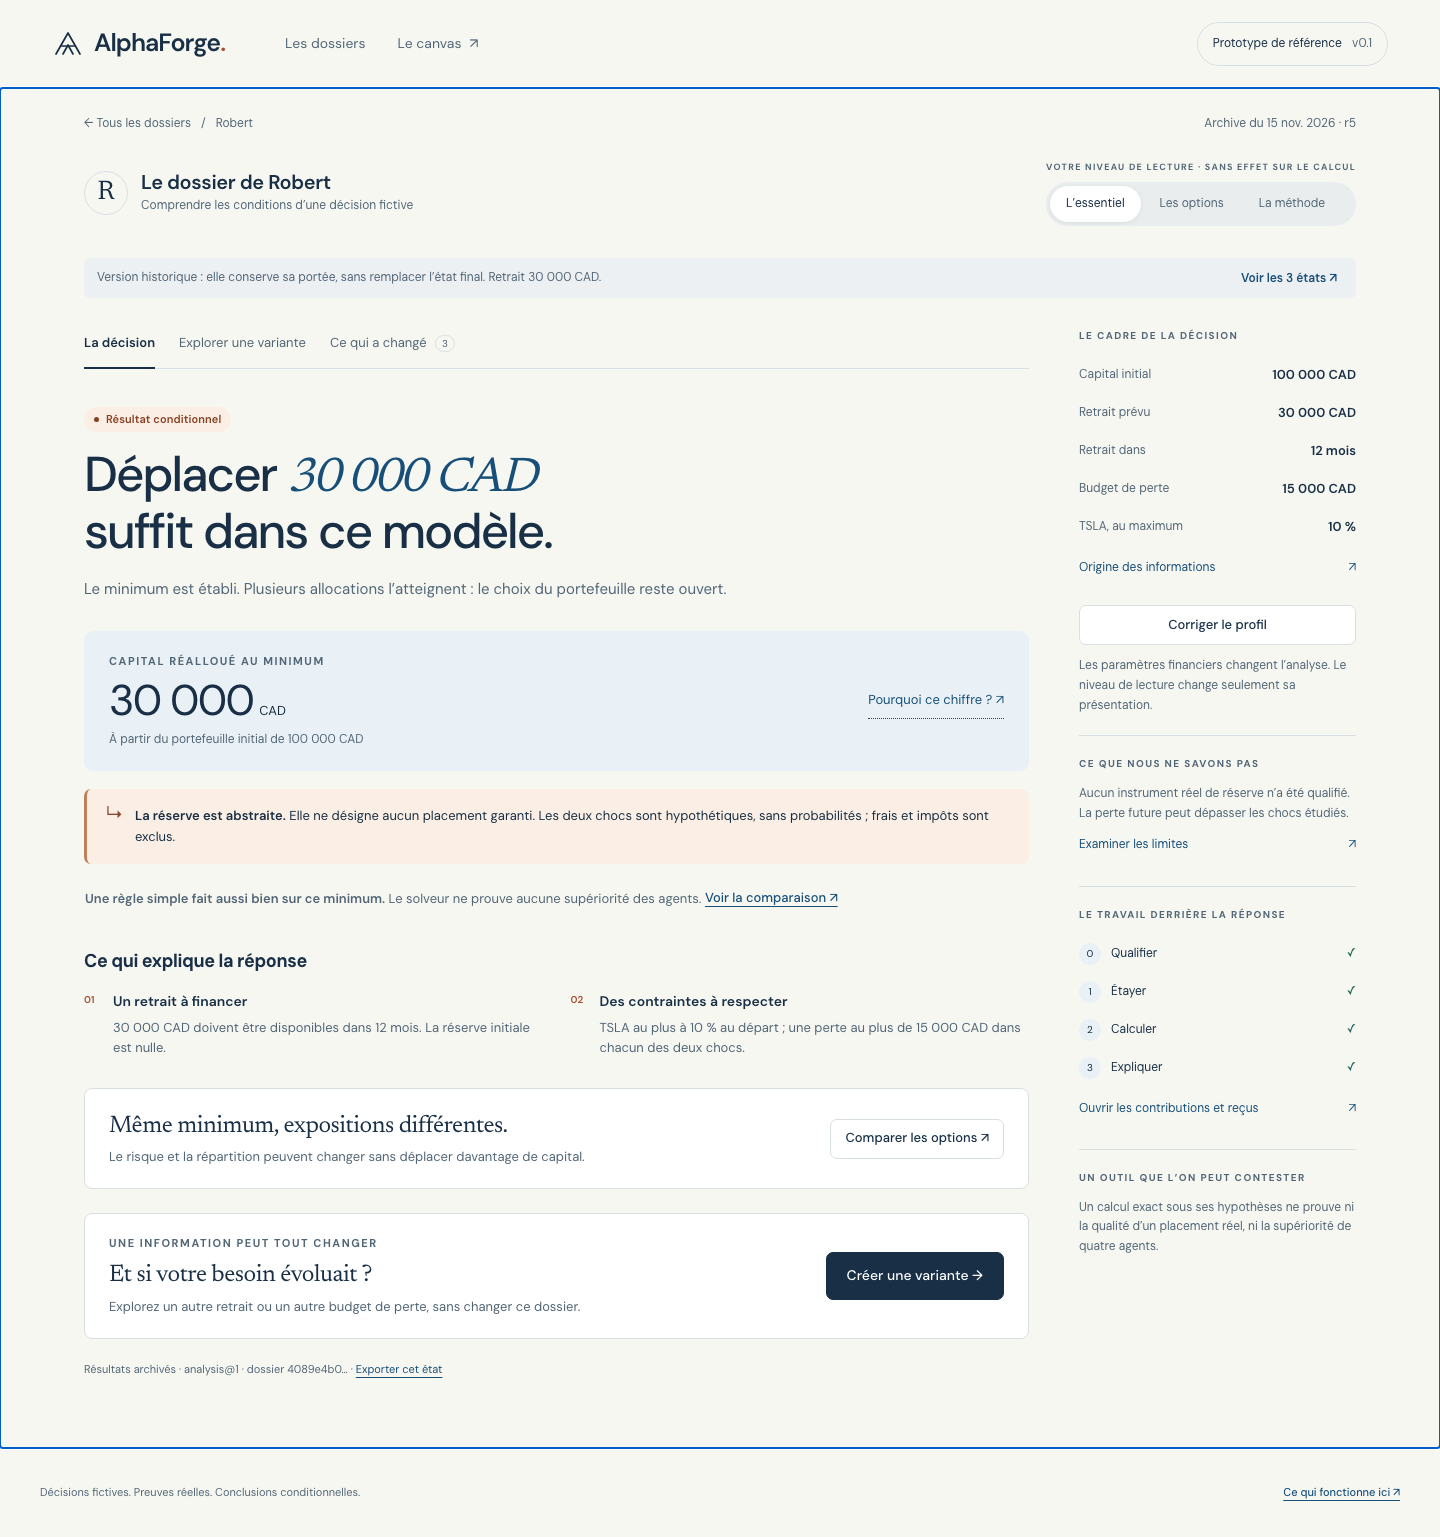 AlphaForge.
Les dossiers
Le canvas ↗
Prototype de référence v0.1
← Tous les dossiers / Robert
Archive du 15 nov. 2026 · r5
R
Le dossier de Robert
Comprendre les conditions d’une décision fictive
VOTRE NIVEAU DE LECTURE · SANS EFFET SUR LE CALCUL
L’essentiel
Les options
La méthode
Version historique : elle conserve sa portée, sans remplacer l’état final. Retrait 30 000 CAD.
Voir les 3 états ↗
La décision
Explorer une variante
Ce qui a changé 3
Résultat conditionnel
Déplacer 30 000 CAD
suffit dans ce modèle.
Le minimum est établi. Plusieurs allocations l’atteignent : le choix du portefeuille reste ouvert.
CAPITAL RÉALLOUÉ AU MINIMUM
30 000 CAD
À partir du portefeuille initial de 100 000 CAD
Pourquoi ce chiffre ? ↗
La réserve est abstraite. Elle ne désigne aucun placement garanti. Les deux chocs sont hypothétiques, sans probabilités ; frais et impôts sont
exclus.
Une règle simple fait aussi bien sur ce minimum. Le solveur ne prouve aucune supériorité des agents. Voir la comparaison ↗
Ce qui explique la réponse
01 Un retrait à financer
30 000 CAD doivent être disponibles dans 12 mois. La réserve initiale
est nulle.
02 Des contraintes à respecter
TSLA au plus à 10 % au départ ; une perte au plus de 15 000 CAD dans
chacun des deux chocs.
Même minimum, expositions différentes.
Le risque et la répartition peuvent changer sans déplacer davantage de capital.
Comparer les options ↗
UNE INFORMATION PEUT TOUT CHANGER
Et si votre besoin évoluait ?
Explorez un autre retrait ou un autre budget de perte, sans changer ce dossier.
Créer une variante →
Résultats archivés · analysis@1 · dossier 4089e4b0… · Exporter cet état
LE CADRE DE LA DÉCISION
Capital initial 100 000 CAD
Retrait prévu 30 000 CAD
Retrait dans 12 mois
Budget de perte 15 000 CAD
TSLA, au maximum 10 %
Origine des informations ↗
Corriger le profil
Les paramètres financiers changent l’analyse. Le
niveau de lecture change seulement sa
présentation.
CE QUE NOUS NE SAVONS PAS
Aucun instrument réel de réserve n’a été qualifié.
La perte future peut dépasser les chocs étudiés.
Examiner les limites ↗
LE TRAVAIL DERRIÈRE LA RÉPONSE
0 Qualifier ✓
1 Étayer ✓
2 Calculer ✓
3 Expliquer ✓
Ouvrir les contributions et reçus ↗
UN OUTIL QUE L’ON PEUT CONTESTER
Un calcul exact sous ses hypothèses ne prouve ni
la qualité d’un placement réel, ni la supériorité de
quatre agents.
Décisions fictives. Preuves réelles. Conclusions conditionnelles.
Ce qui fonctionne ici ↗